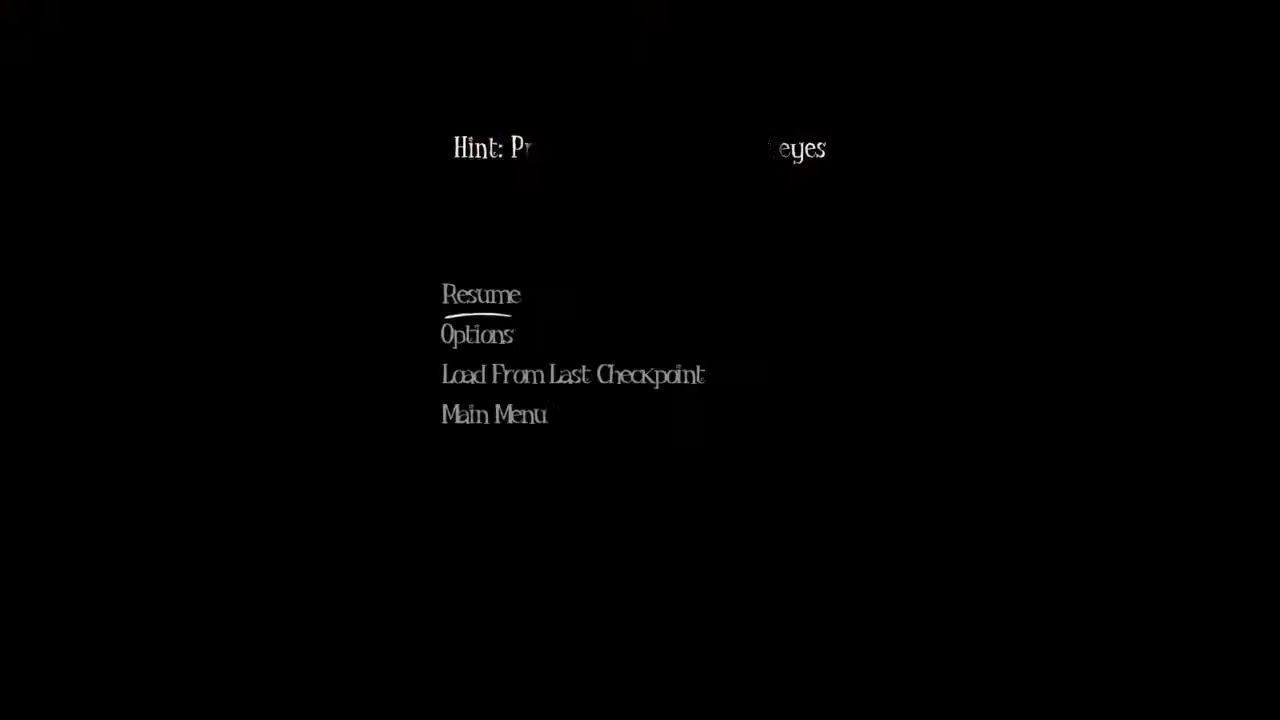 Hint: eyes
Resume
Options
Load From Last Checkpoint
Main Menu